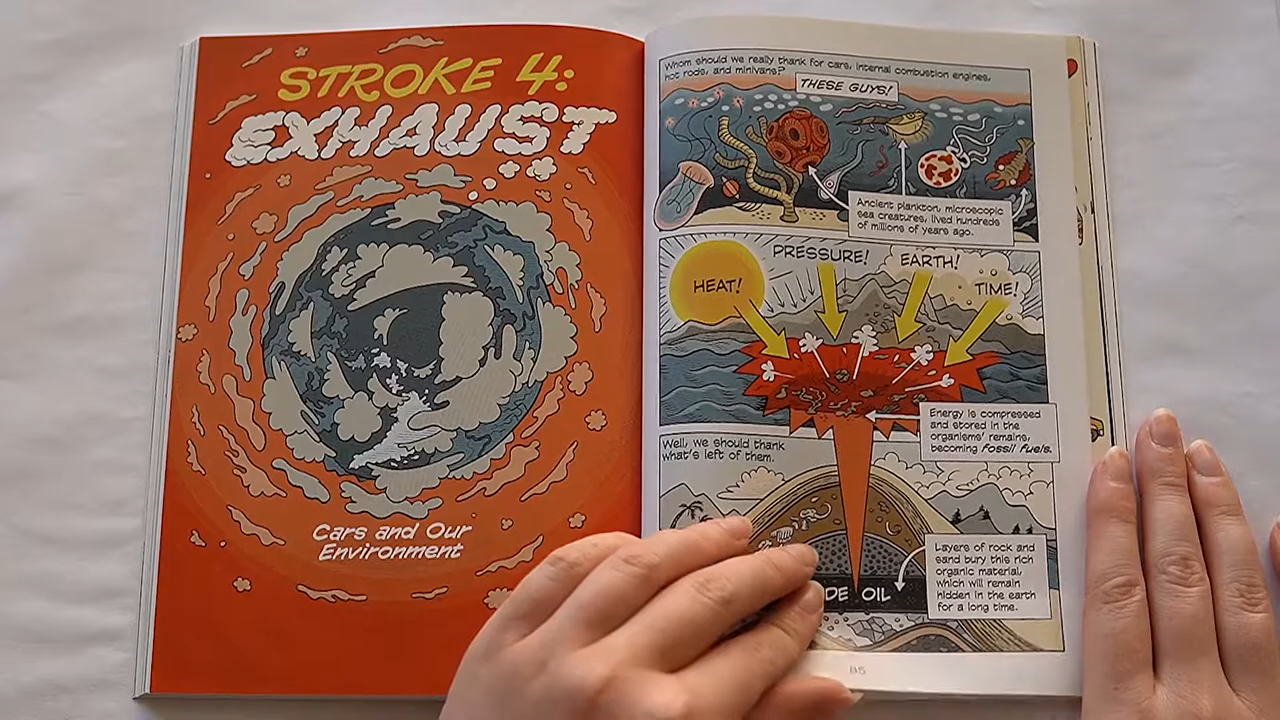 STROKE 4:
EXHAUST
Cars and Our
Environment
Whom should we really thank for cars, internal combustion engines,
hot rods, and minivans?
THESE GUYS!
Ancient plankton, microscopic
sea creatures, lived hundreds
of millions of years ago.
HEAT!
PRESSURE!
EARTH!
TIME!
Energy is compressed
and stored in the
organisms' remains,
becoming fossil fuels.
Well, we should thank
what's left of them.
Layers of rock and
sand bury this rich
organic material,
which will remain
hidden in the earth
for a long time.
DE OIL
85